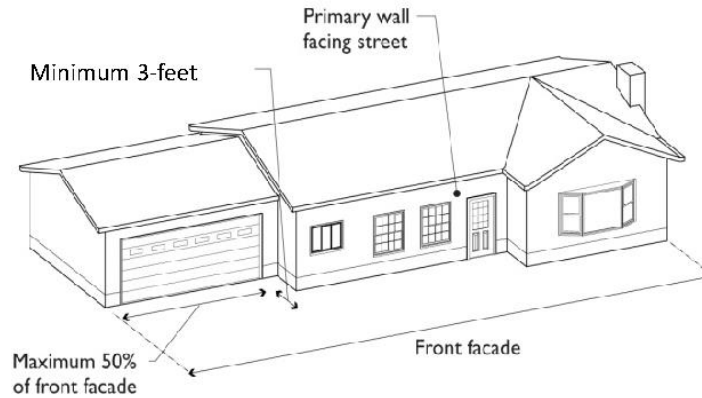 Primary wall
facing street
Minimum 3-feet
Maximum 50%
of front facade
Front facade